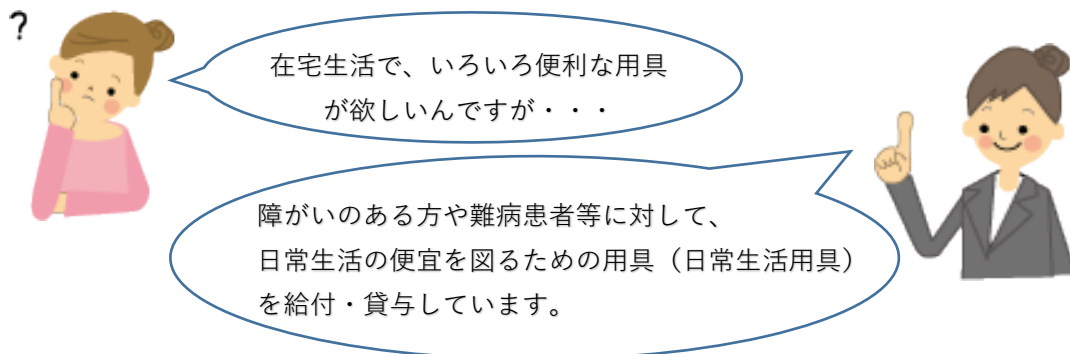 ?
在宅生活で、いろいろ便利な用具
が欲しいんですが・・・
障がいのある方や難病患者等に対して、
日常生活の便宜を図るための用具（日常生活用具）
を給付・貸与しています。